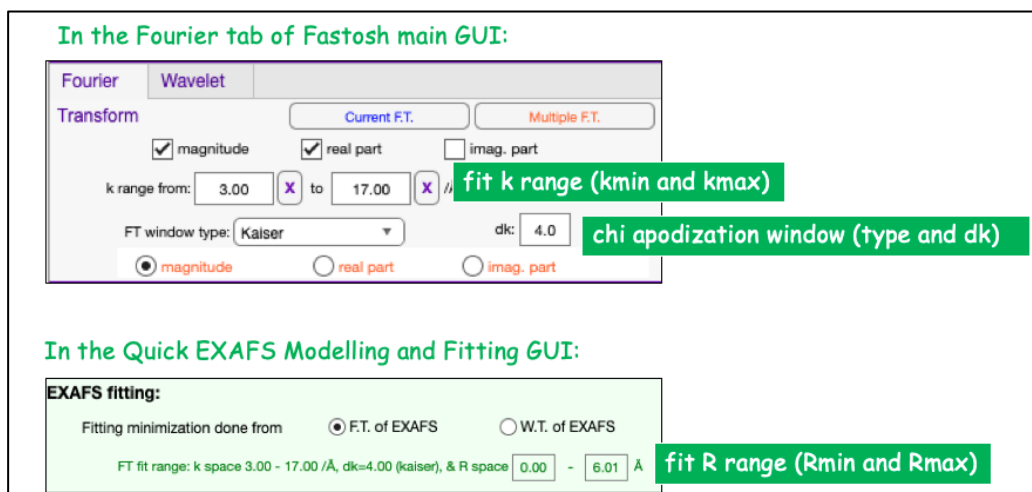 In the Fourier tab of Fastosh main GUI:
Fourier Wavelet
Transform Current F.T. Multiple F.T.
magnitude real part imag. part
k range from: 3.00 X to 17.00 X /Å fit k range (kmin and kmax)
FT window type: Kaiser dk: 4.0 chi apodization window (type and dk)
magnitude real part imag. part
In the Quick EXAFS Modelling and Fitting GUI:
EXAFS fitting:
Fitting minimization done from F.T. of EXAFS W.T. of EXAFS
FT fit range: k space 3.00 - 17.00 /Å, dk=4.00 (kaiser), & R space 0.00 - 6.01 Å fit R range (Rmin and Rmax)